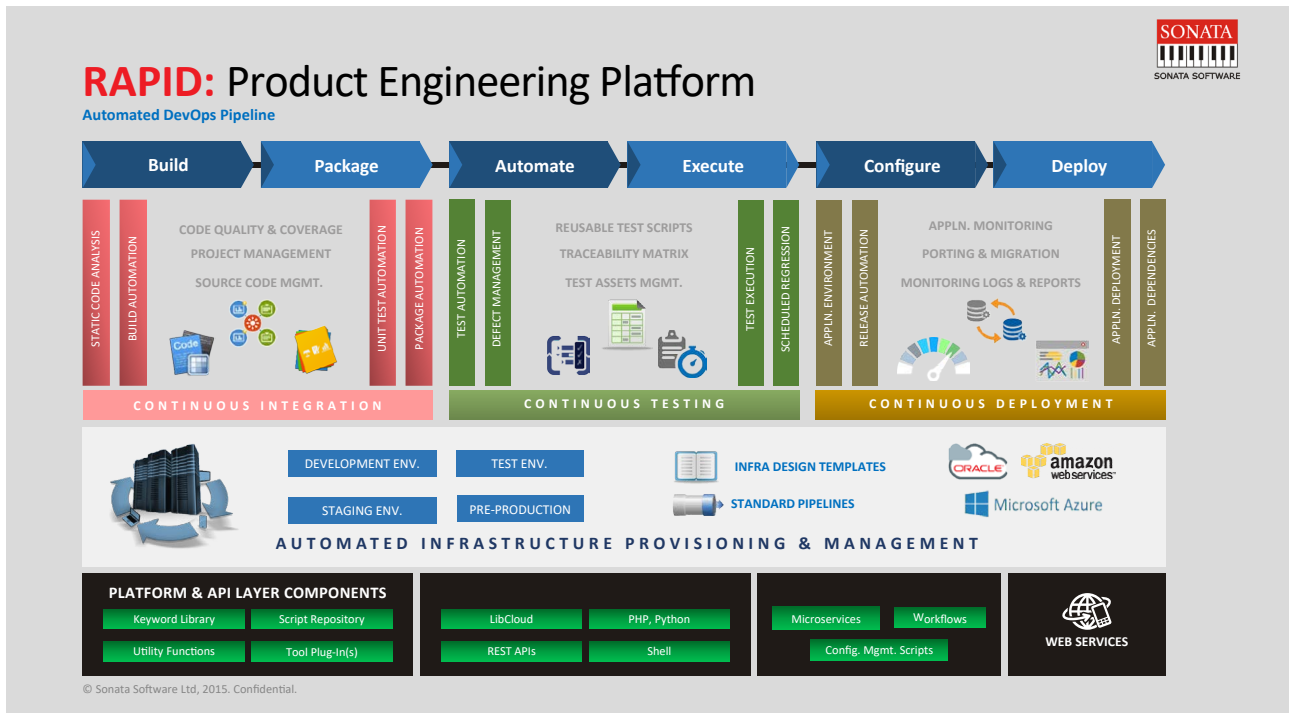 SONATA
SONATA SOFTWARE
RAPID: Product Engineering Platform
Automated DevOps Pipeline
Build
Package
Automate
Execute
Configure
Deploy
STATIC CODE ANALYSIS
BUILD AUTOMATION
CODE QUALITY & COVERAGE
PROJECT MANAGEMENT
SOURCE CODE MGMT.
Code
UNIT TEST AUTOMATION
PACKAGE AUTOMATION
CONTINUOUS INTEGRATION
TEST AUTOMATION
DEFECT MANAGEMENT
REUSABLE TEST SCRIPTS
TRACEABILITY MATRIX
TEST ASSETS MGMT.
TEST EXECUTION
SCHEDULED REGRESSION
CONTINUOUS TESTING
APPLN. ENVIRONMENT
RELEASE AUTOMATION
APPLN. MONITORING
PORTING & MIGRATION
MONITORING LOGS & REPORTS
APPLN. DEPLOYMENT
APPLN. DEPENDENCIES
CONTINUOUS DEPLOYMENT
DEVELOPMENT ENV.
TEST ENV.
STAGING ENV.
PRE-PRODUCTION
INFRA DESIGN TEMPLATES
STANDARD PIPELINES
ORACLE
amazon
webservices™
Microsoft Azure
AUTOMATED INFRASTRUCTURE PROVISIONING & MANAGEMENT
PLATFORM & API LAYER COMPONENTS
Keyword Library
Script Repository
Utility Functions
Tool Plug-In(s)
LibCloud
PHP, Python
REST APIs
Shell
Microservices
Workflows
Config. Mgmt. Scripts
WEB SERVICES
© Sonata Software Ltd, 2015. Confidential.